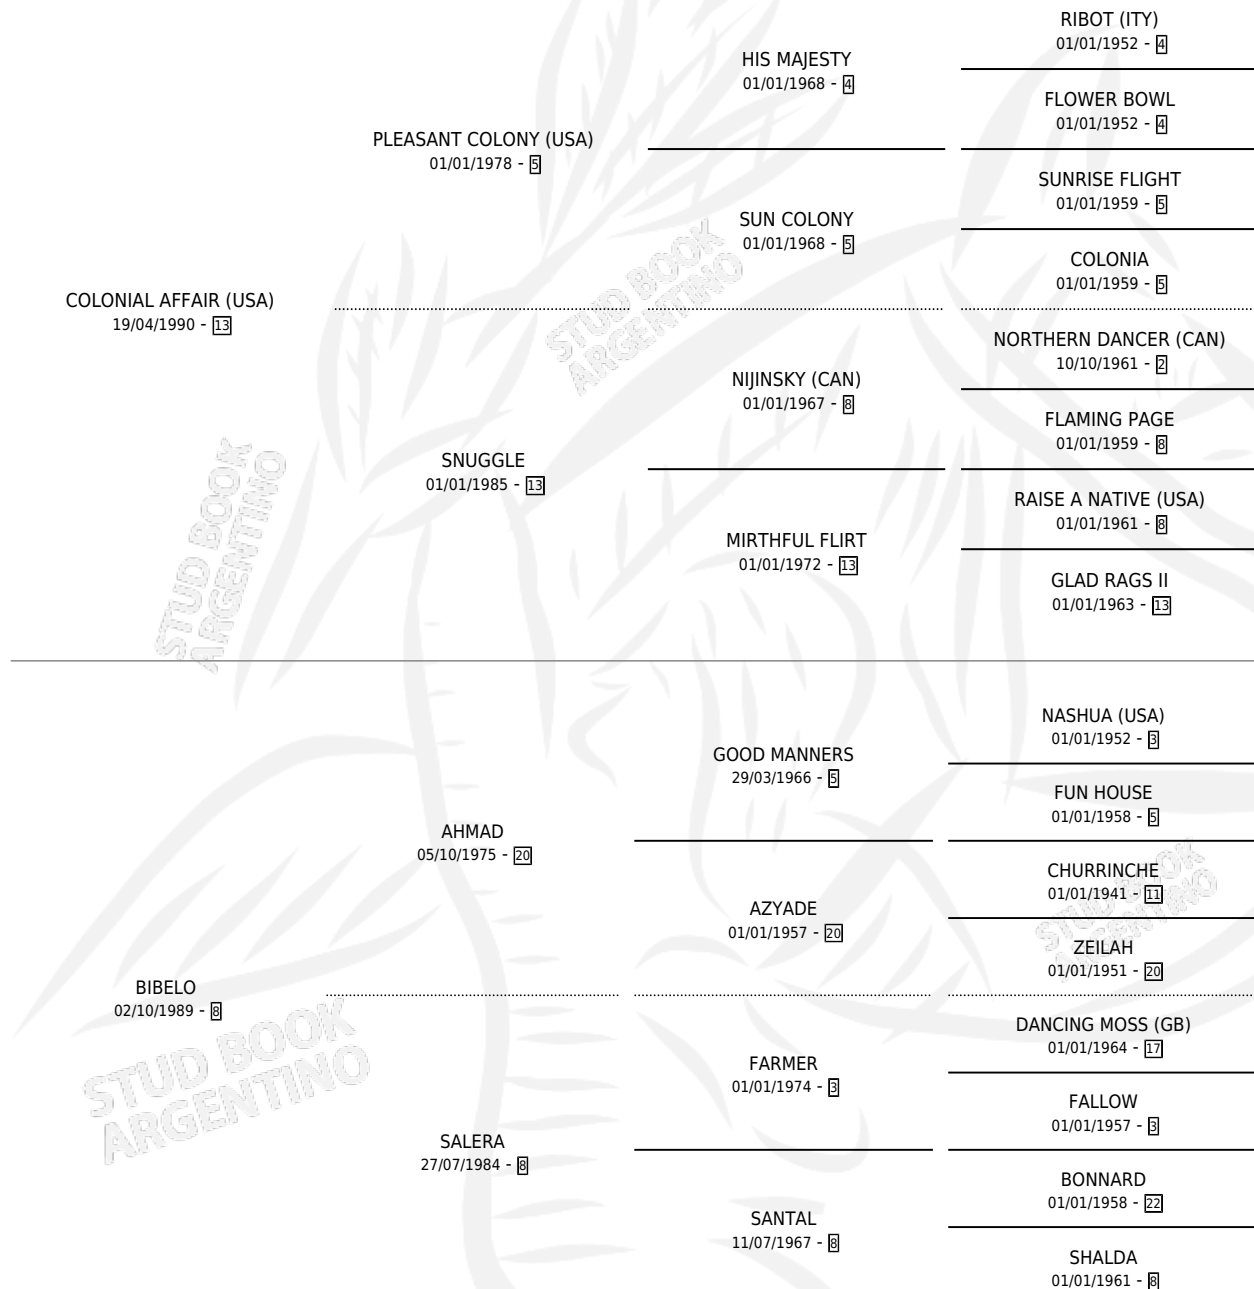 RIBOT (ITY)
01/01/1952 - 4
HIS MAJESTY
01/01/1968 - 4
FLOWER BOWL
01/01/1952 - 4
PLEASANT COLONY (USA)
01/01/1978 - 5
SUNRISE FLIGHT
01/01/1959 - 5
SUN COLONY
01/01/1968 - 5
COLONIA
01/01/1959 - 5
COLONIAL AFFAIR (USA)
19/04/1990 - 13
NORTHERN DANCER (CAN)
10/10/1961 - 2
NIJINSKY (CAN)
01/01/1967 - 8
FLAMING PAGE
01/01/1959 - 8
SNUGGLE
01/01/1985 - 13
RAISE A NATIVE (USA)
01/01/1961 - 8
MIRTHFUL FLIRT
01/01/1972 - 13
GLAD RAGS II
01/01/1963 - 13
STUD BOOK
ARGENTINO
STUD BOOK
ARGENTINO
NASHUA (USA)
01/01/1952 - 3
GOOD MANNERS
29/03/1966 - 5
FUN HOUSE
01/01/1958 - 5
AHMAD
05/10/1975 - 20
CHURRINCHE
01/01/1941 - 11
AZYADE
01/01/1957 - 20
ZEILAH
01/01/1951 - 20
STUD BOOK
ARGENTINO
BIBELO
02/10/1989 - 8
DANCING MOSS (GB)
01/01/1964 - 17
FARMER
01/01/1974 - 3
FALLOW
01/01/1957 - 3
SALERA
27/07/1984 - 8
BONNARD
01/01/1958 - 22
SANTAL
11/07/1967 - 8
SHALDA
01/01/1961 - 8
STUD BOOK
ARGENTINO